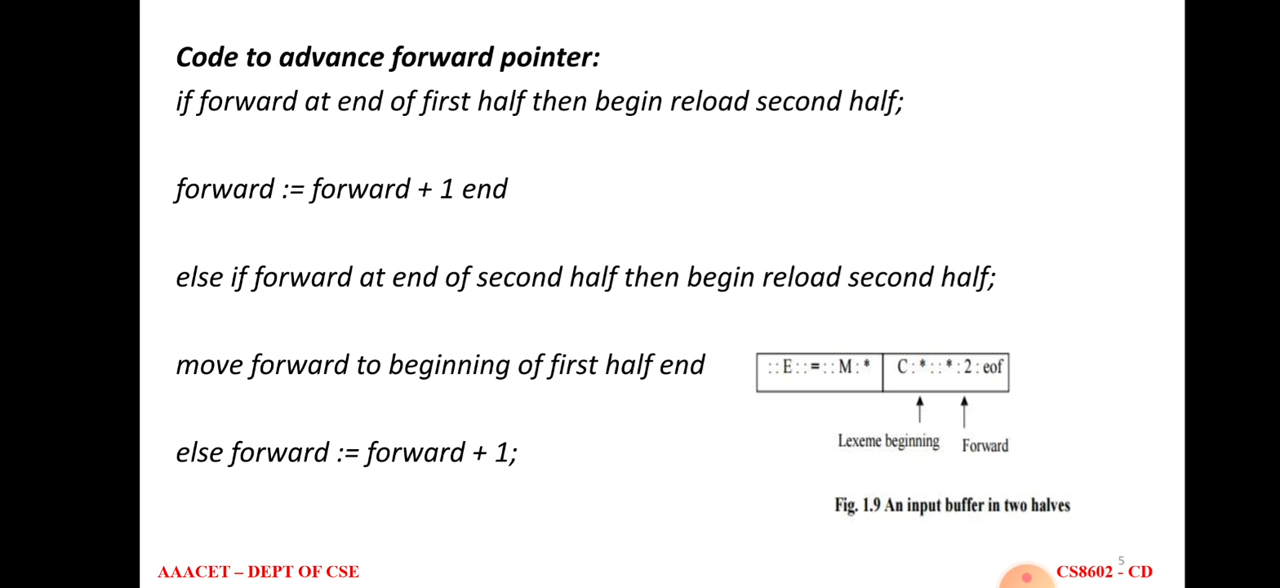 Code to advance forward pointer:
if forward at end of first half then begin reload second half;
forward := forward + 1 end
else if forward at end of second half then begin reload second half;
move forward to beginning of first half end
else forward := forward + 1;
: : E : : = : : M : * C : * : : * : 2 : eof
Lexeme beginning Forward
Fig. 1.9 An input buffer in two halves
5
AAACET – DEPT OF CSE CS8602 - CD